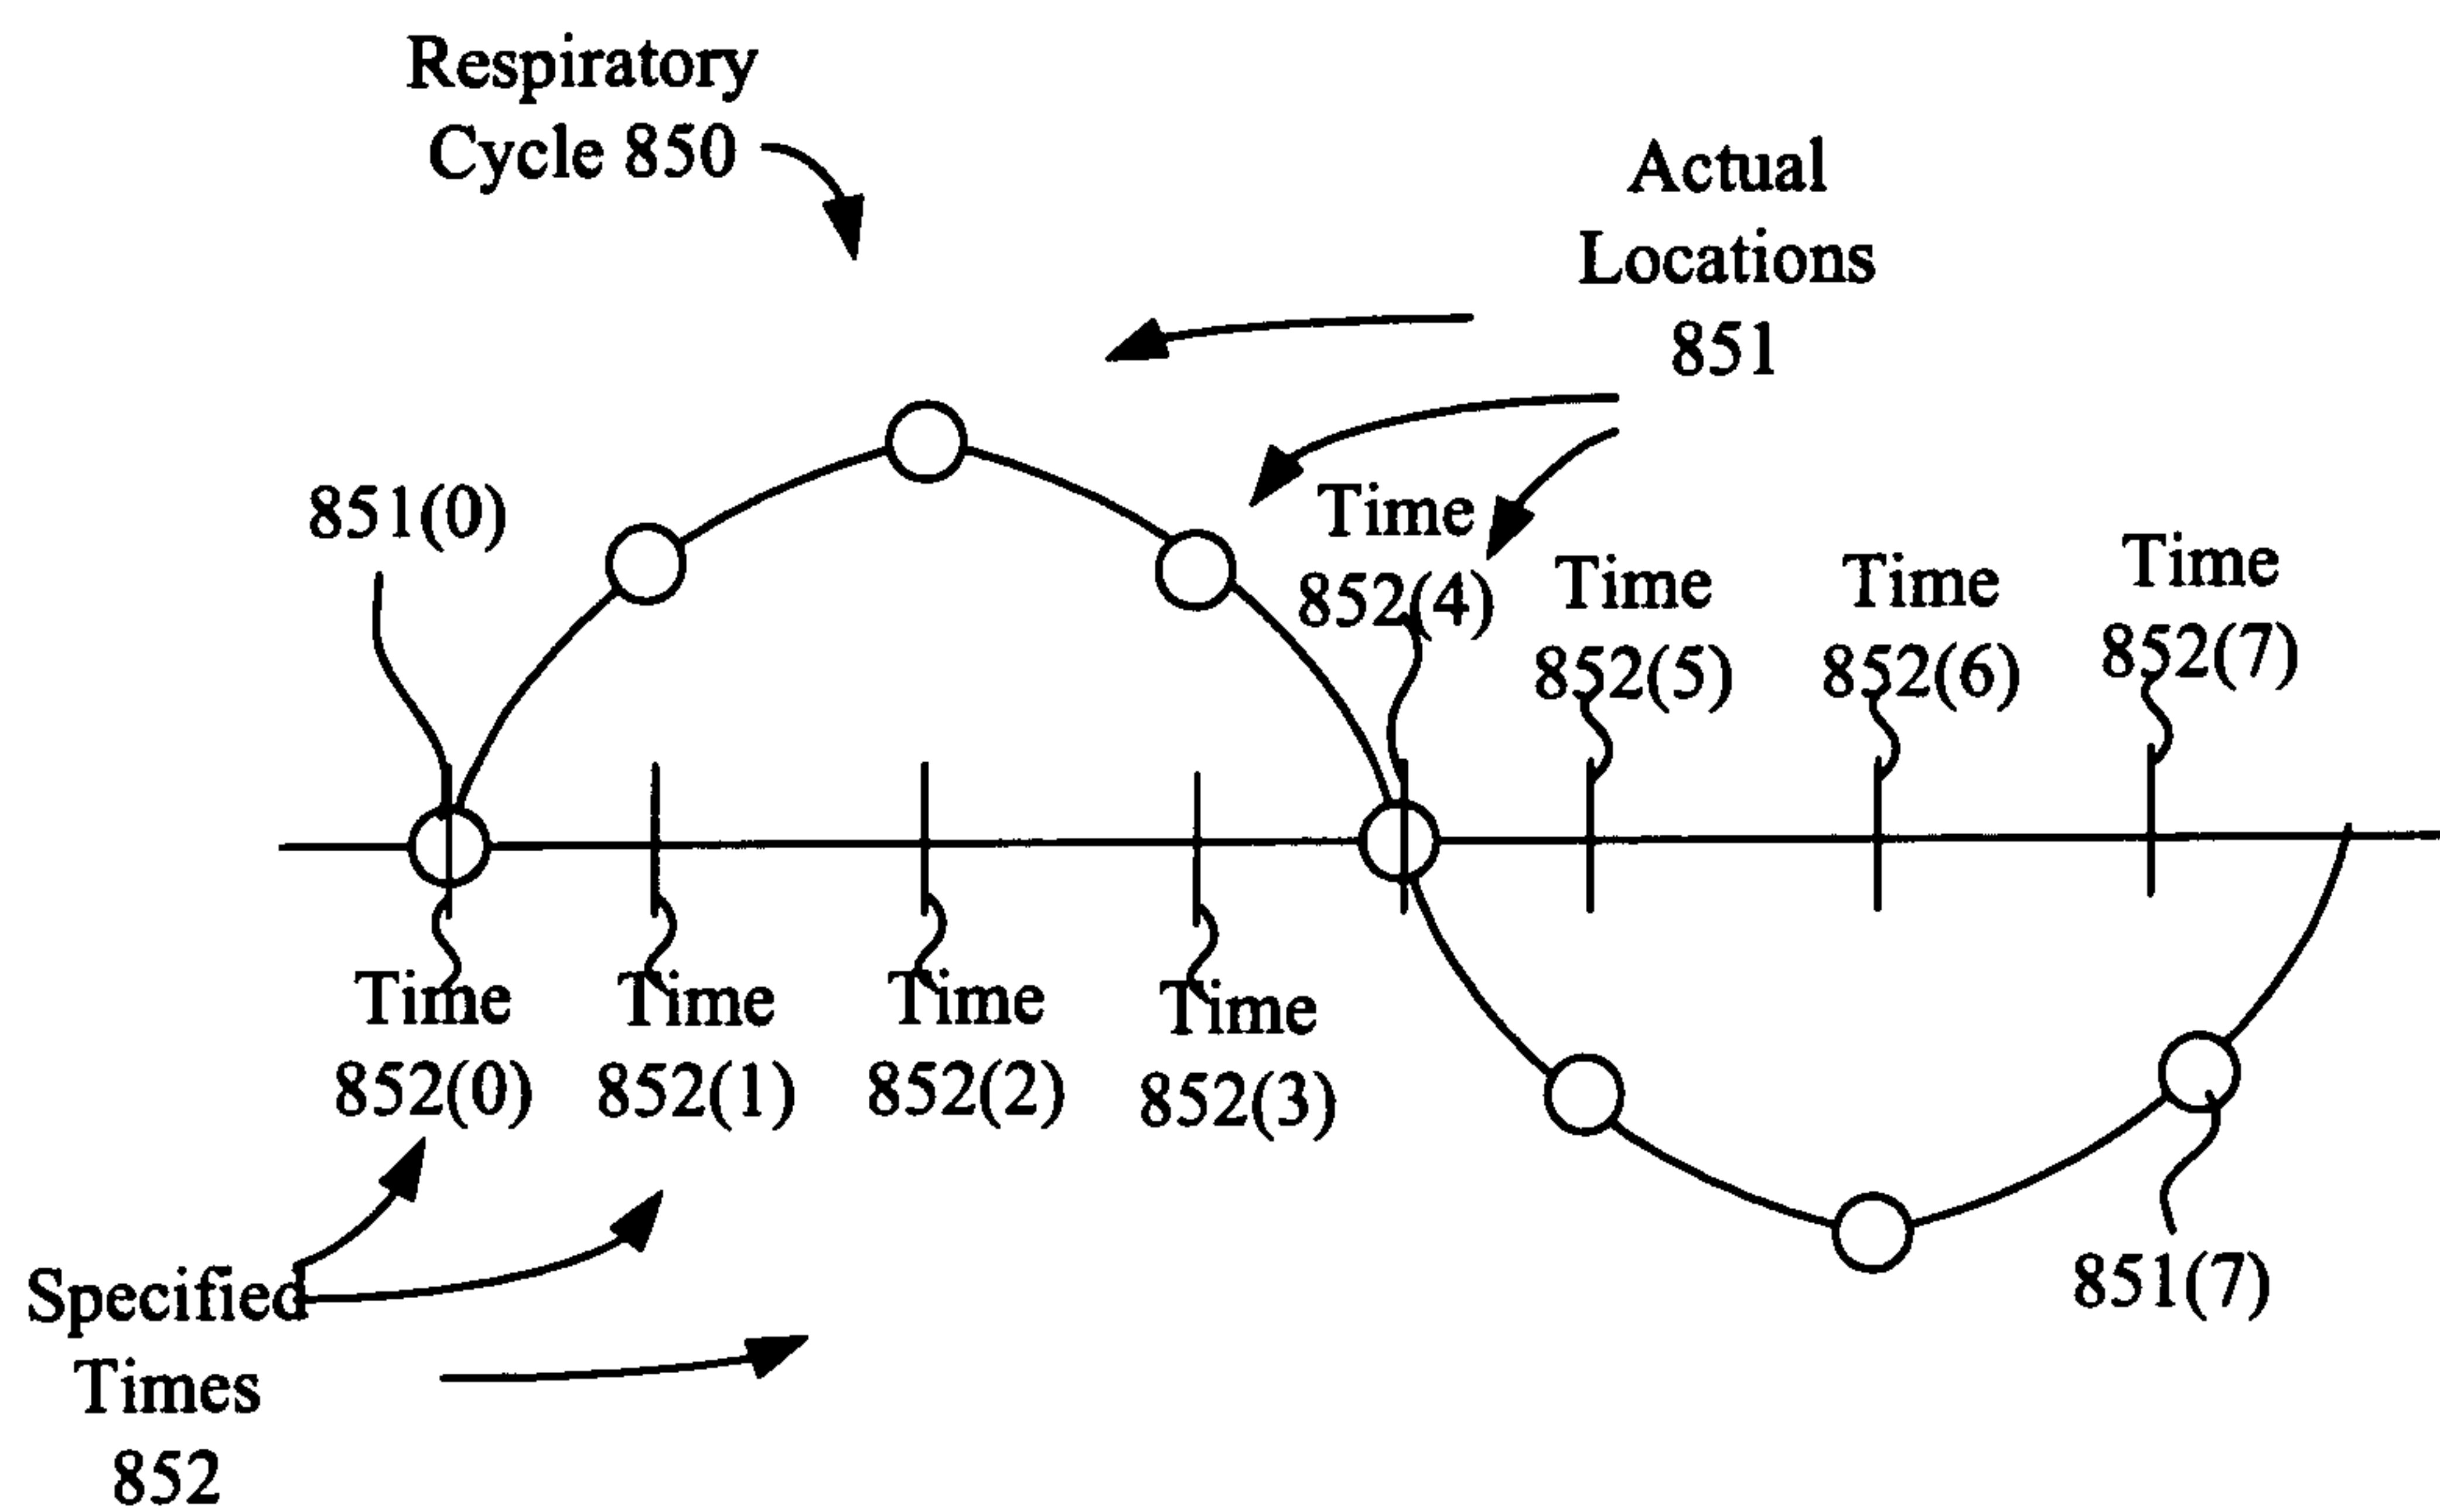 Respiratory
Cycle 850
Actual
Locations
851
851(0)
Time
852(4)
Time
852(5)
Time
852(6)
Time
852(7)
Time
852(0)
Time
852(1)
Time
852(2)
Time
852(3)
851(7)
Specified
Times
852